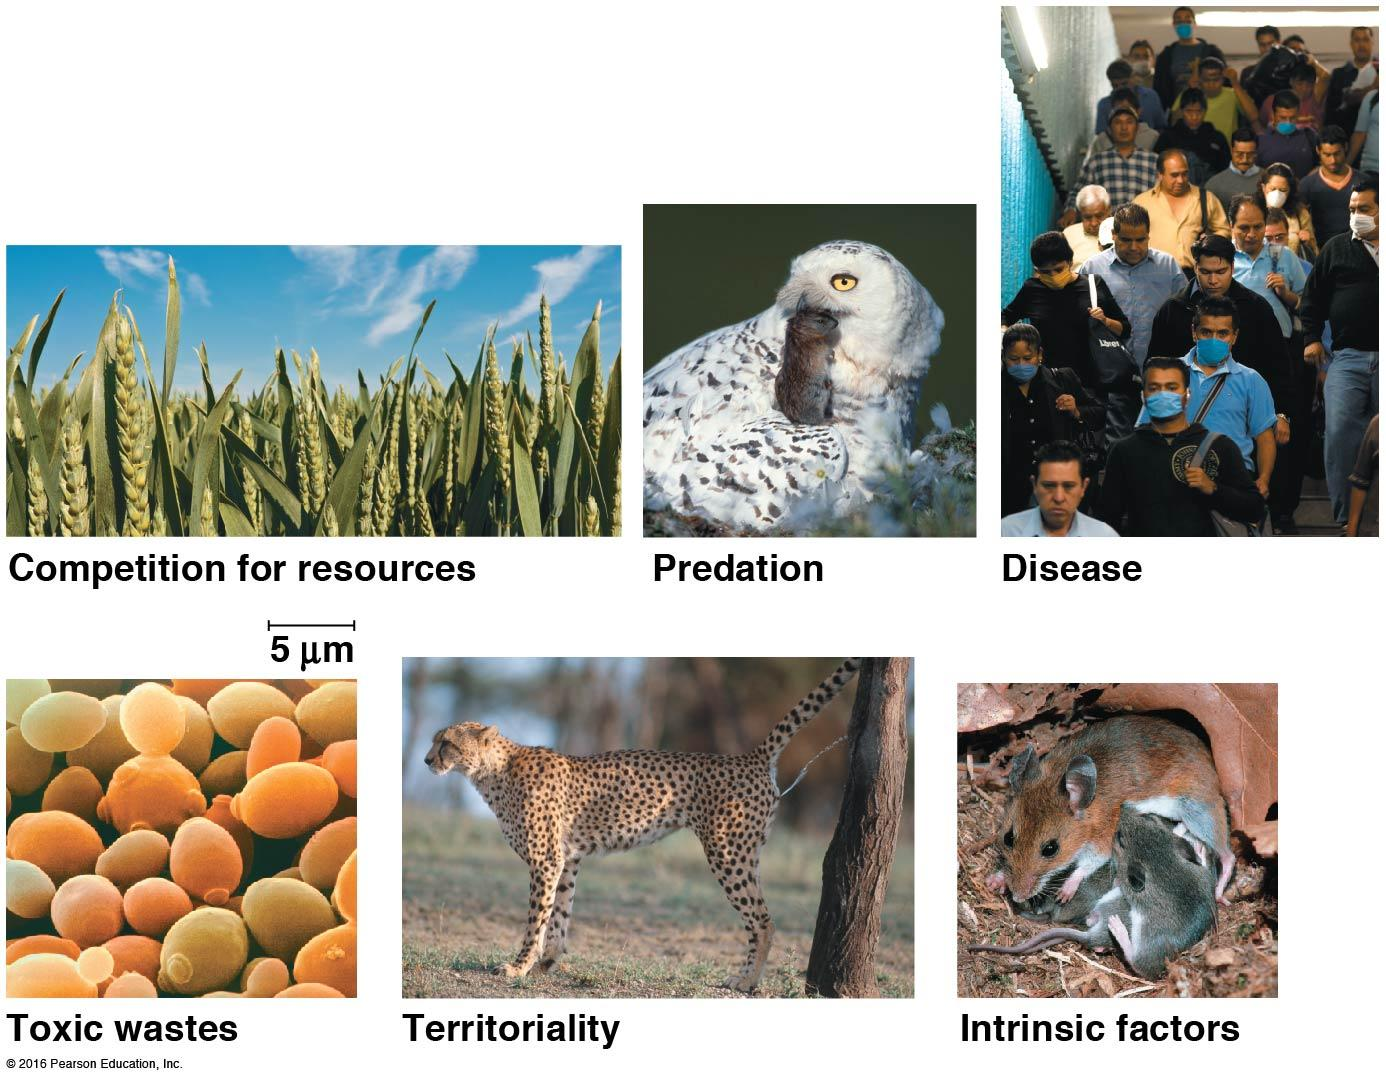 Competition for resources
Predation
Disease
5 μm
Toxic wastes
Territoriality
Intrinsic factors
© 2016 Pearson Education, Inc.